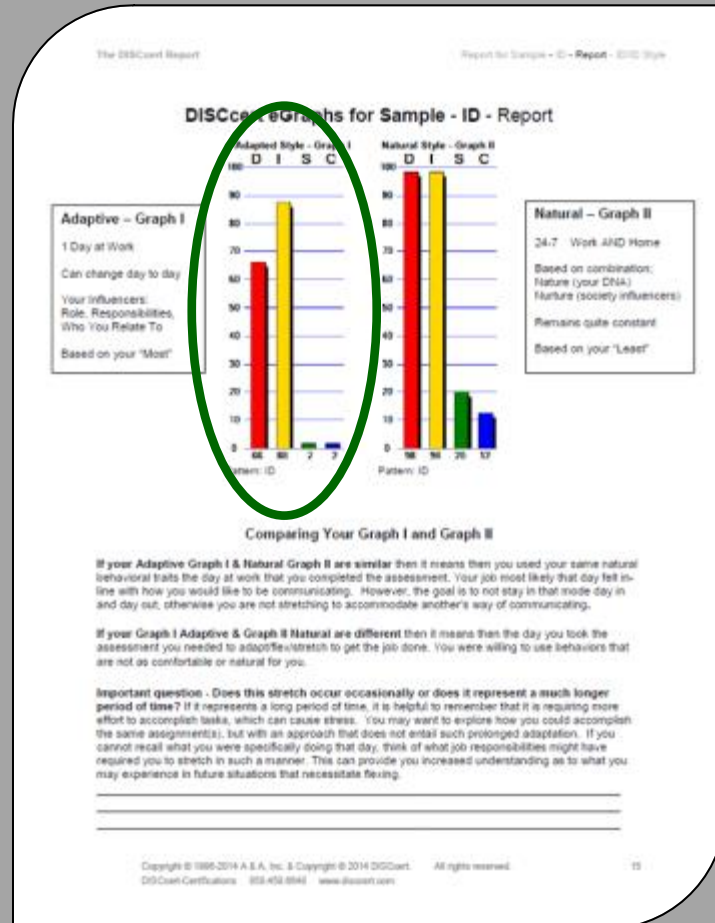 The DISCcert Report
Report for Sample - ID - Report - ID/ID Style
DISCcert eGraphs for Sample - ID - Report
Adapted Style - Graph I
D I S C
100
90
80
70
60
50
40
30
20
10
0
66 88 2 2
Pattern: ID
Natural Style - Graph II
D I S C
100
90
80
70
60
50
40
30
20
10
0
98 98 20 12
Pattern: ID
Adaptive – Graph I
1 Day at Work
Can change day to day
Your Influencers:
Role, Responsibilities,
Who You Relate To
Based on your "Most"
Natural – Graph II
24-7 Work AND Home
Based on combination:
Nature (your DNA)
Nurture (society influencers)
Remains quite constant
Based on your "Least"
Comparing Your Graph I and Graph II
If your Adaptive Graph I & Natural Graph II are similar then it means then you used your same natural
behavioral traits the day at work that you completed the assessment. Your job most likely that day fell in-
line with how you would like to be communicating. However, the goal is to not stay in that mode day in
and day out, otherwise you are not stretching to accommodate another's way of communicating.
If your Graph I Adaptive & Graph II Natural are different then it means then the day you took the
assessment you needed to adapt/flex/stretch to get the job done. You were willing to use behaviors that
are not as comfortable or natural for you.
Important question - Does this stretch occur occasionally or does it represent a much longer
period of time? If it represents a long period of time, it is helpful to remember that it is requiring more
effort to accomplish tasks, which can cause stress. You may want to explore how you could accomplish
the same assignment(s), but with an approach that does not entail such prolonged adaptation. If you
cannot recall what you were specifically doing that day, think of what job responsibilities might have
required you to stretch in such a manner. This can provide you increased understanding as to what you
may experience in future situations that necessitate flexing.
Copyright © 1996-2014 A & A, Inc. & Copyright © 2014 DISCcert. All rights reserved. 15
DISCcert Certifications www.disccert.com